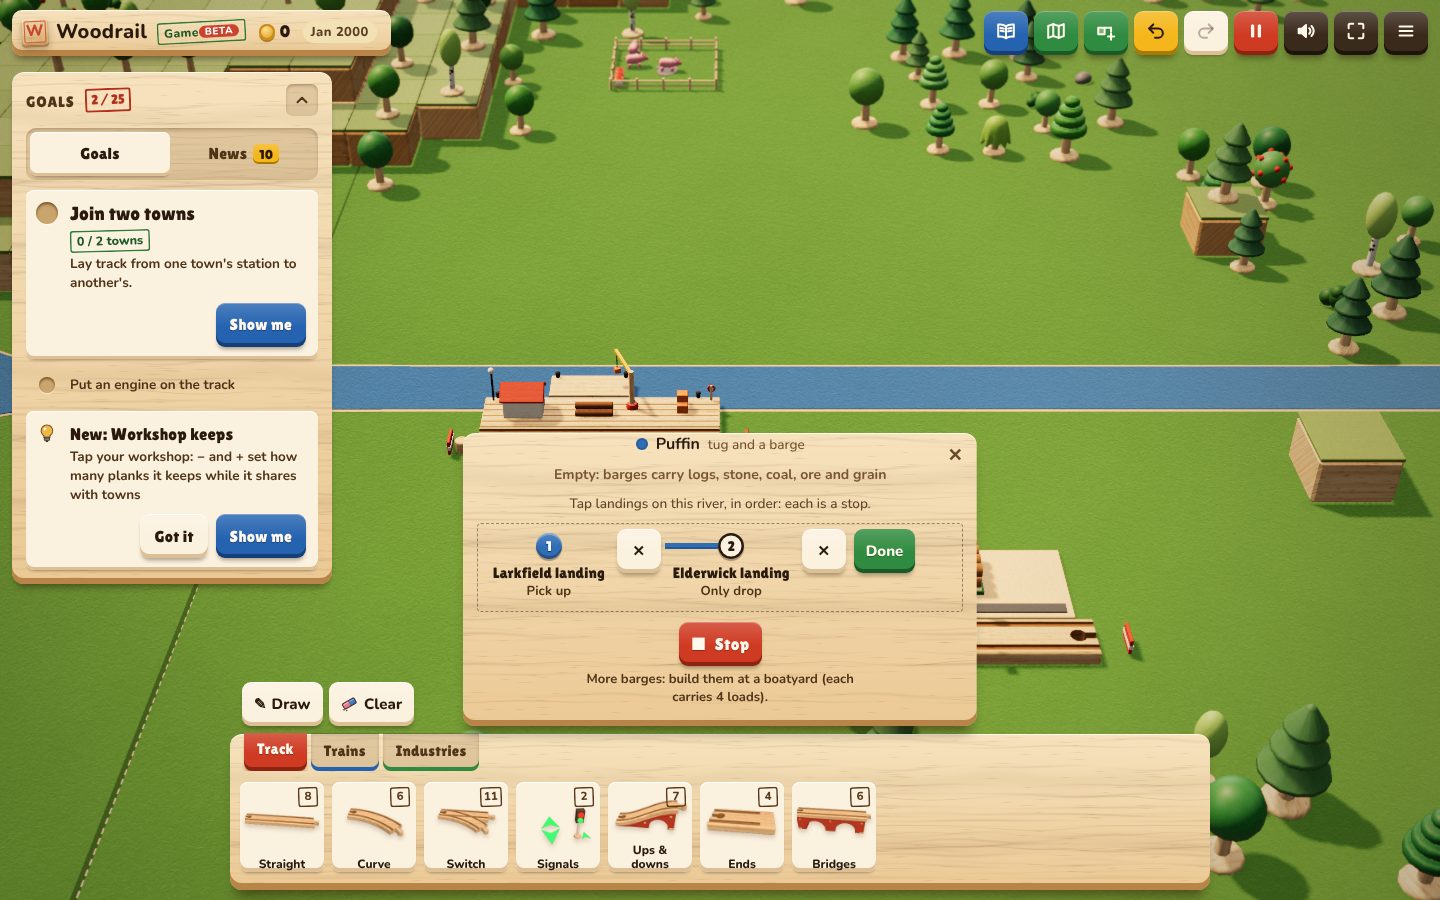 W Woodrail Game BETA 0 Jan 2000
GOALS 2 / 25
Goals News 10
Join two towns
0 / 2 towns
Lay track from one town's station to
another's.
Show me
Put an engine on the track
New: Workshop keeps
Tap your workshop: – and + set how
many planks it keeps while it shares
with towns
Got it Show me
Puffin tug and a barge
Empty: barges carry logs, stone, coal, ore and grain
Tap landings on this river, in order: each is a stop.
1 2 Done
Larkfield landing Elderwick landing
Pick up Only drop
Stop
More barges: build them at a boatyard (each
carries 4 loads).
Draw Clear
Track Trains Industries
8 6 11 2 7 4 6
Straight Curve Switch Signals Ups & downs Ends Bridges